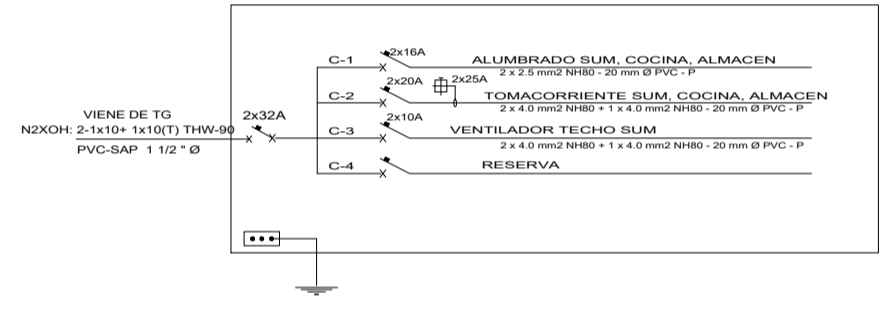 C-1 2x16A ALUMBRADO SUM, COCINA, ALMACEN
2 x 2.5 mm2 NH80 - 20 mm Ø PVC - P
C-2 2x20A 2x25A TOMACORRIENTE SUM, COCINA, ALMACEN
2 x 4.0 mm2 NH80 + 1 x 4.0 mm2 NH80 - 20 mm Ø PVC - P
VIENE DE TG
N2XOH: 2-1x10+ 1x10(T) THW-90
PVC-SAP 1 1/2 " Ø
2x32A
C-3 2x10A VENTILADOR TECHO SUM
2 x 4.0 mm2 NH80 + 1 x 4.0 mm2 NH80 - 20 mm Ø PVC - P
C-4 RESERVA